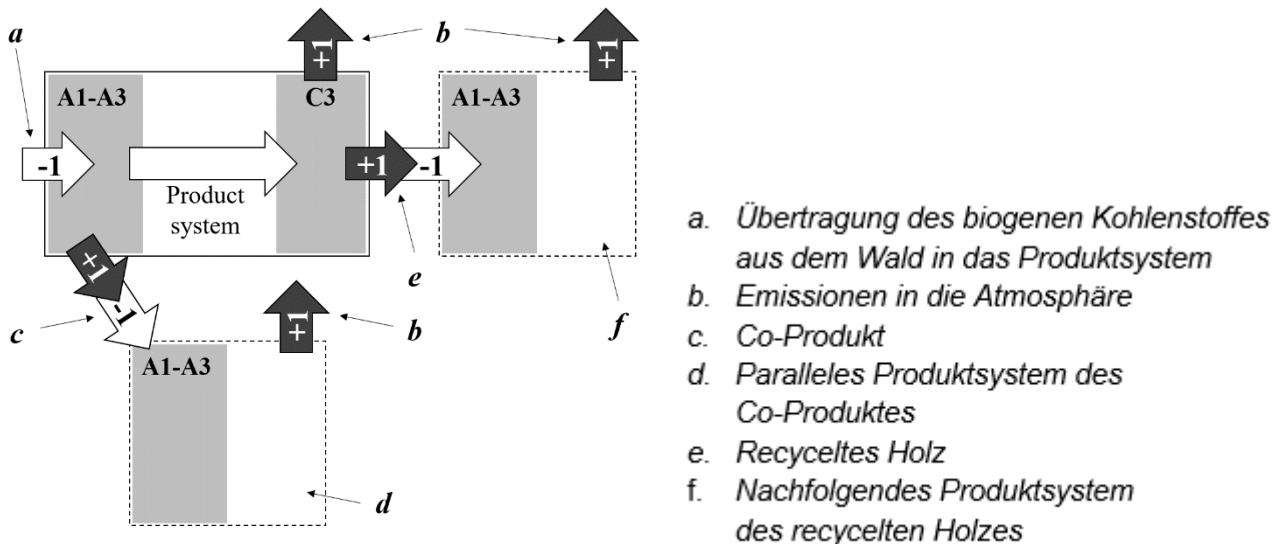 a
b
+1
+1
A1-A3
C3
A1-A3
-1
+1
-1
Product
system
+1
-1
e
c
+1
b
f
A1-A3
d
a. Übertragung des biogenen Kohlenstoffes
aus dem Wald in das Produktsystem
b. Emissionen in die Atmosphäre
c. Co-Produkt
d. Paralleles Produktsystem des
Co-Produktes
e. Recyceltes Holz
f. Nachfolgendes Produktsystem
des recycelten Holzes